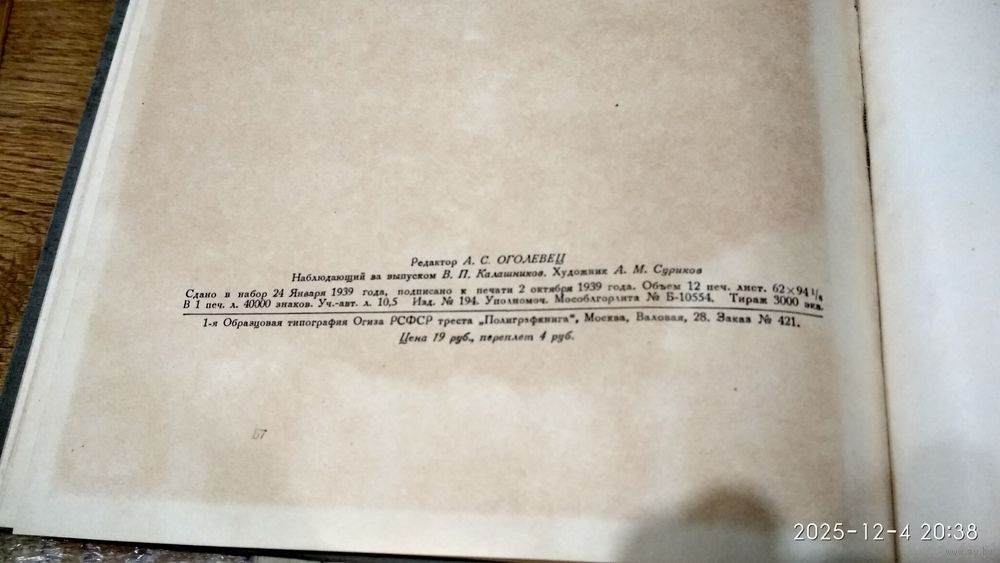 Редактор А. С. ОГОЛЕВЕЦ
Наблюдающий за выпуском В. П. Калашников. Художник А. М. Суриков
Сдано в набор 24 Января 1939 года, подписано к печати 2 октября 1939 года. Объем 12 печ. лист. 62×94 1/8
В 1 печ. л. 40000 знаков. Уч.-авт. л. 10,5 Изд. № 194. Уполномоч. Мособлгорлита № Б-10554. Тираж 3000 экз.
1-я Образцовая типография Огиза РСФСР треста „Полиграфкнига“, Москва, Валовая, 28. Заказ № 421.
Цена 19 руб., переплет 4 руб.
2025-12-4 20:38